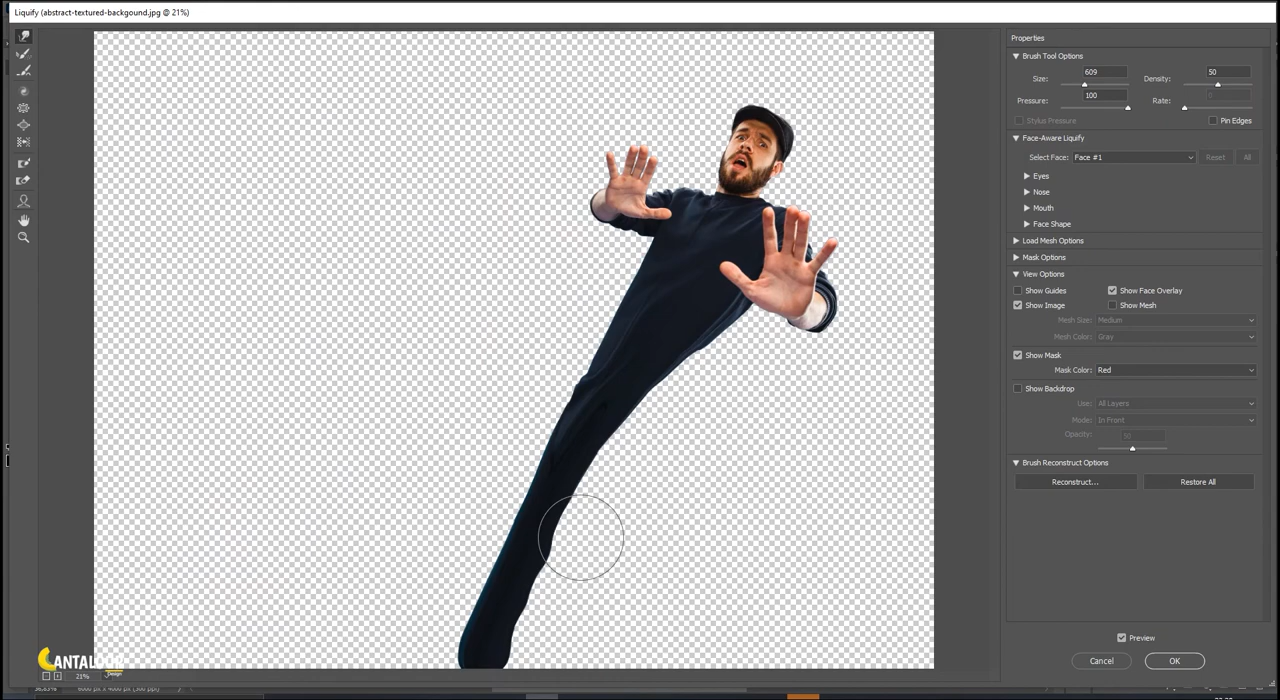 Liquify (abstract-textured-backgound.jpg @ 21%)
Properties
Brush Tool Options
Size: 609 Density: 50
Pressure: 100 Rate: 0
Stylus Pressure Pin Edges
Face-Aware Liquify
Select Face: Face #1 Reset All
Eyes
Nose
Mouth
Face Shape
Load Mesh Options
Mask Options
View Options
Show Guides Show Face Overlay
Show Image Show Mesh
Mesh Size: Medium
Mesh Color: Gray
Show Mask
Mask Color: Red
Show Backdrop
Use: All Layers
Mode: In Front
Opacity: 50
Brush Reconstruct Options
Reconstruct... Restore All
Preview
Cancel OK
21%